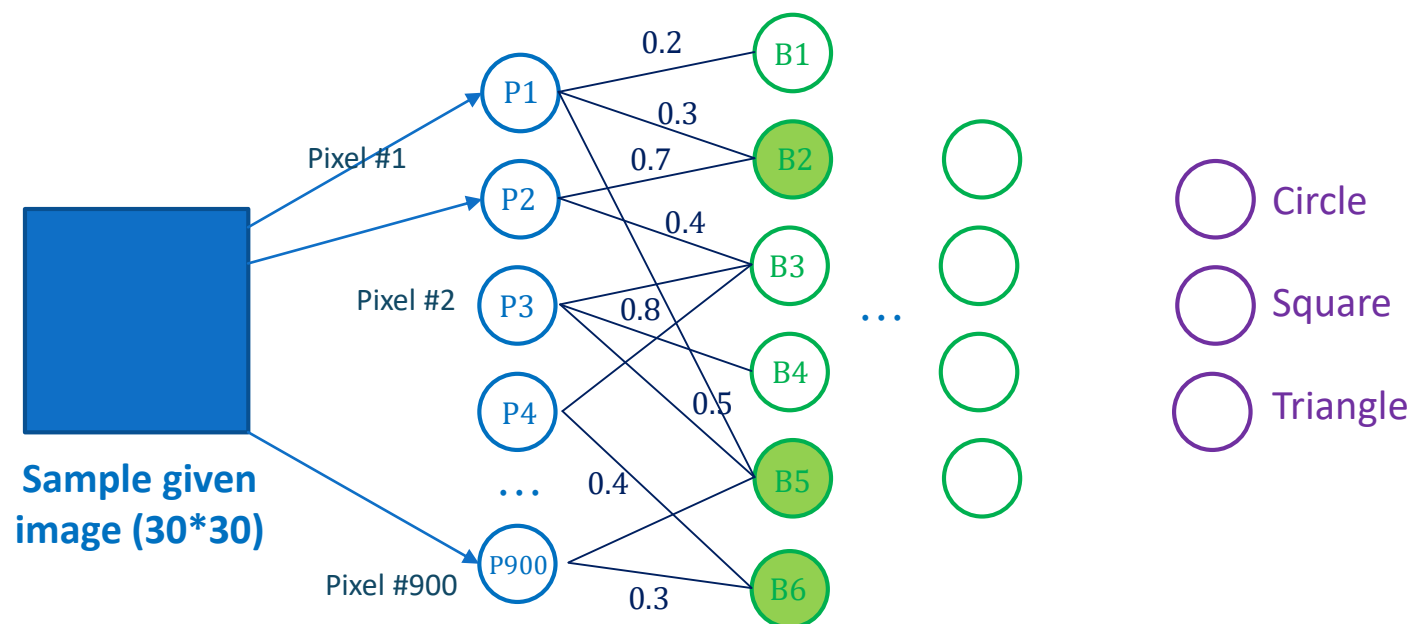 0.2
B1
P1
0.3
Pixel #1
0.7
B2
P2
0.4
Circle
B3
Pixel #2
P3
0.8
...
Square
B4
P4
0.5
Triangle
Sample given
image (30*30)
...
0.4
B5
P900
Pixel #900
0.3
B6